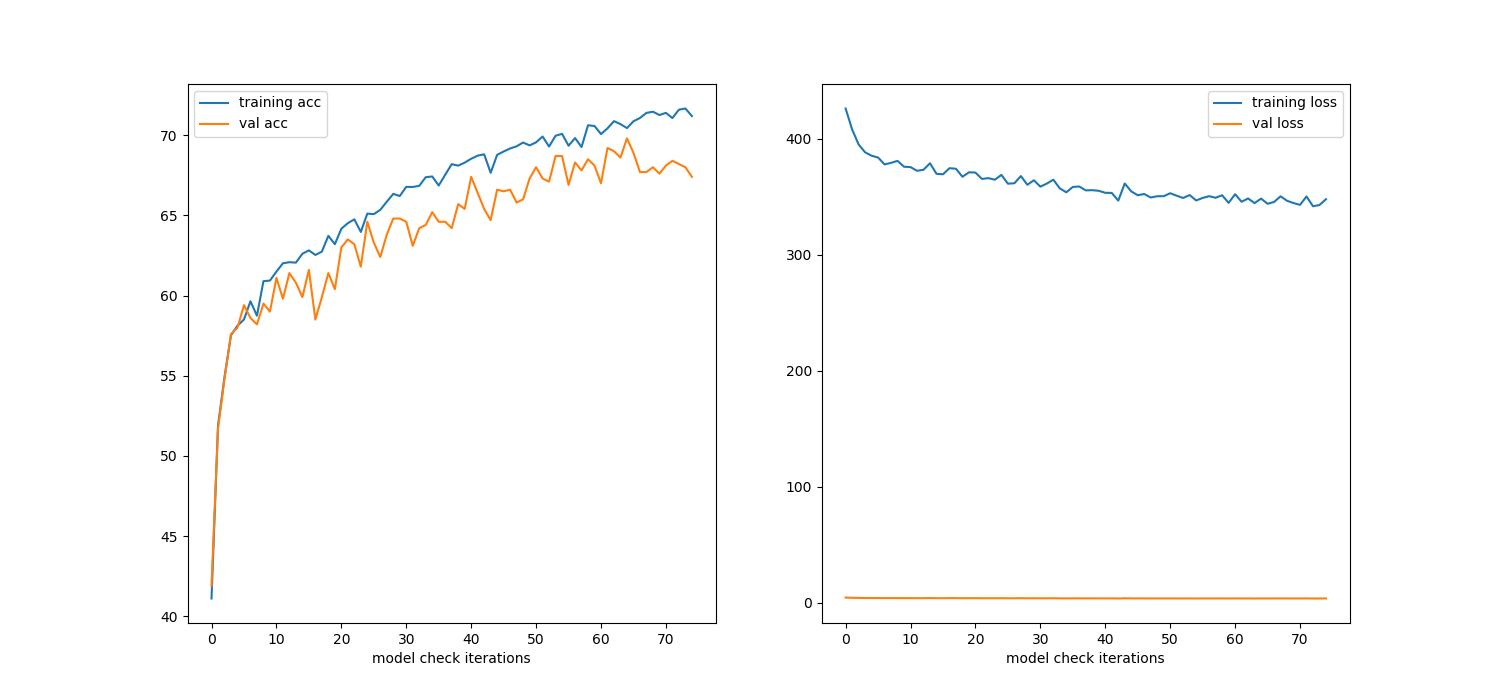 training acc
val acc
70
65
60
55
50
45
40
0 10 20 30 40 50 60 70
model check iterations
training loss
val loss
400
300
200
100
0
0 10 20 30 40 50 60 70
model check iterations